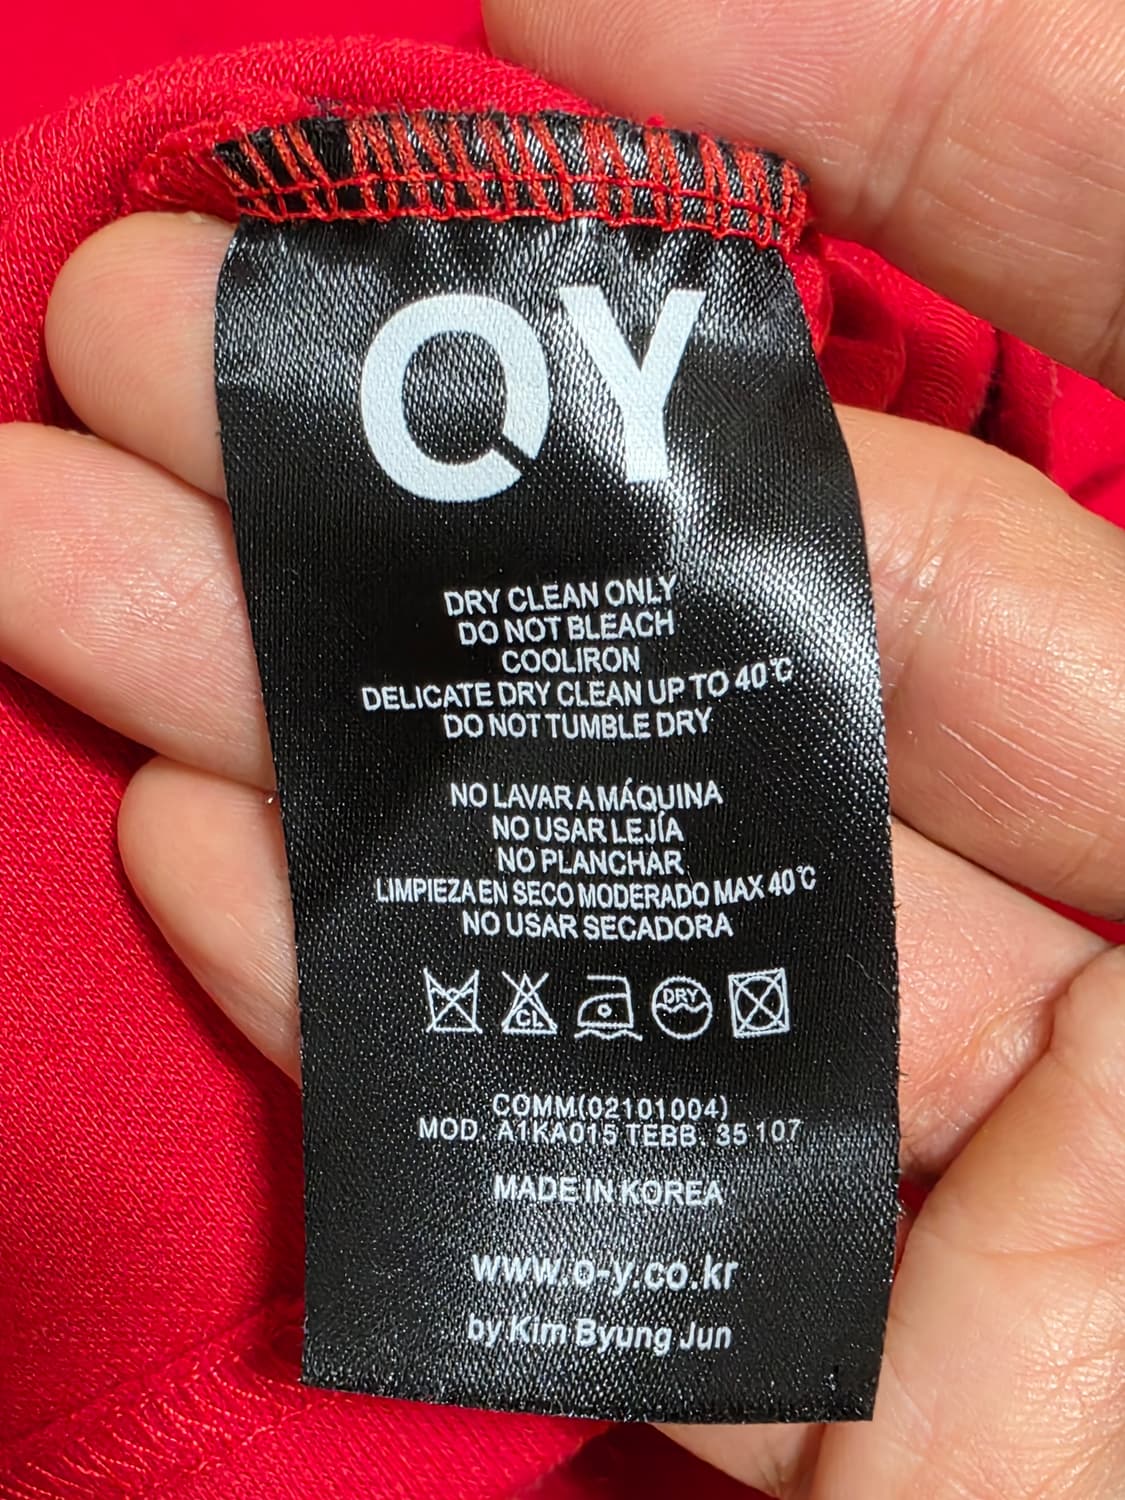 OY
DRY CLEAN ONLY
DO NOT BLEACH
COOLIRON
DELICATE DRY CLEAN UP TO 40℃
DO NOT TUMBLE DRY
NO LAVAR A MÁQUINA
NO USAR LEJÍA
NO PLANCHAR
LIMPIEZA EN SECO MODERADO MAX 40℃
NO USAR SECADORA
CL DRY
COMM(02101004)
MOD. A1KA015 TEBB. 35 107
MADE IN KOREA
www.o-y.co.kr
by Kim Byung Jun